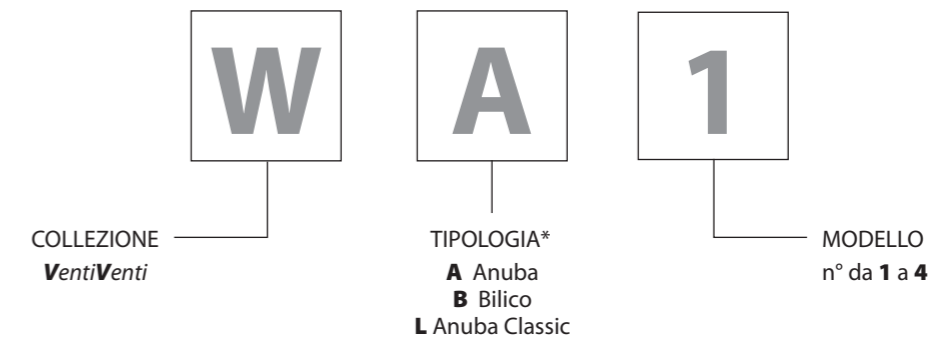 W A 1
COLLEZIONE
VentiVenti
TIPOLOGIA*
A Anuba
B Bilico
L Anuba Classic
MODELLO
n° da 1 a 4